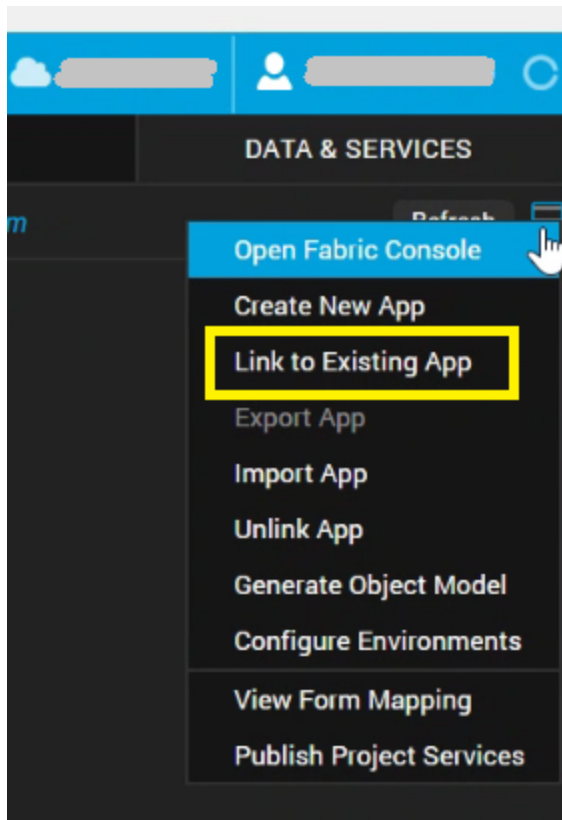 DATA & SERVICES
m
Refresh
Open Fabric Console
Create New App
Link to Existing App
Export App
Import App
Unlink App
Generate Object Model
Configure Environments
View Form Mapping
Publish Project Services